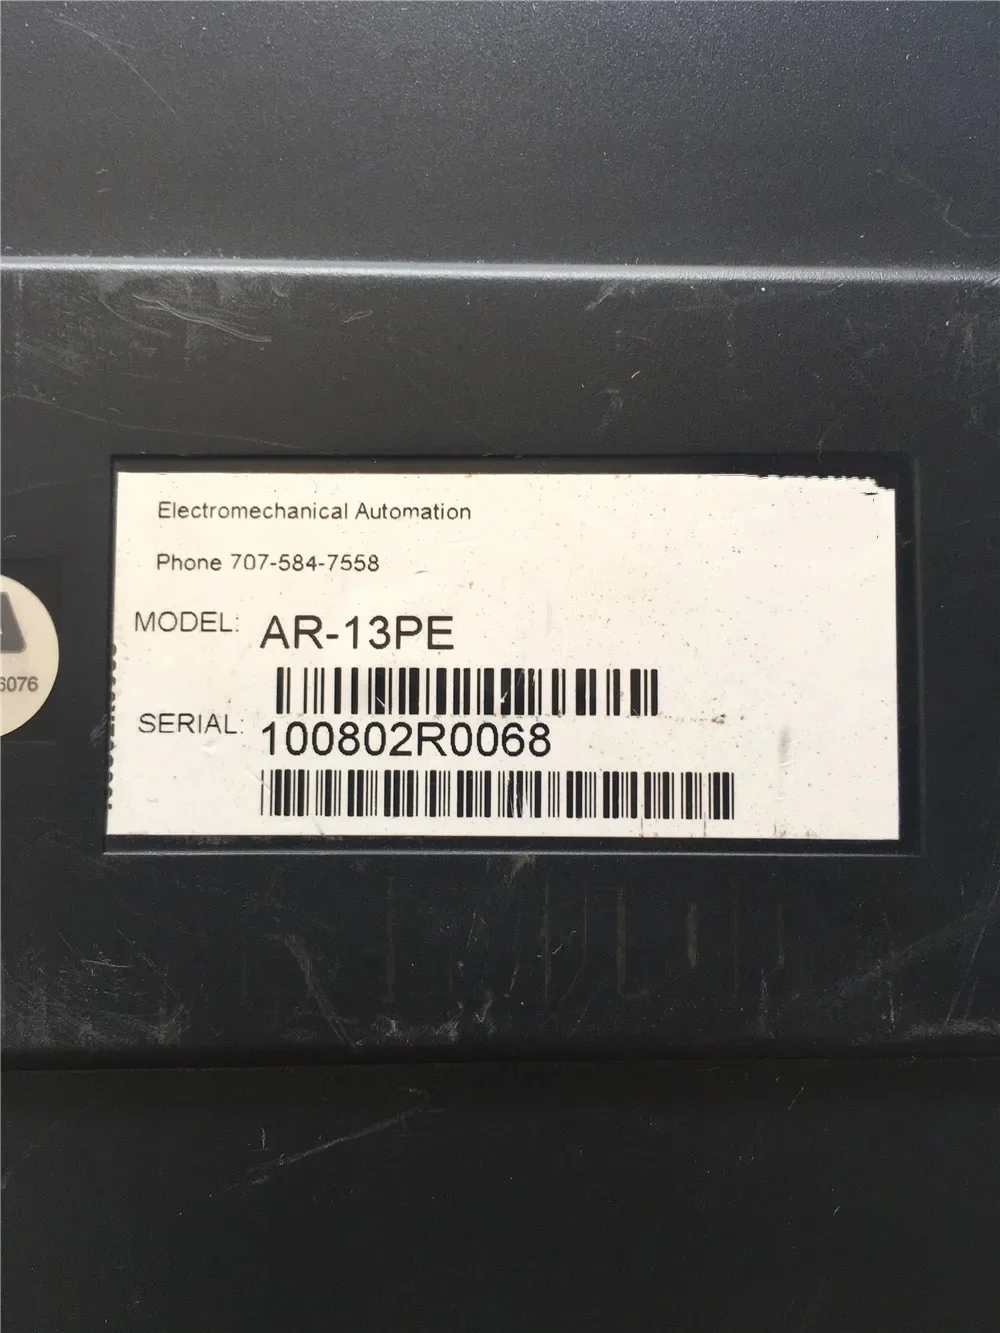 Electromechanical Automation
Phone 707-584-7558
MODEL: AR-13PE
SERIAL: 100802R0068
6076